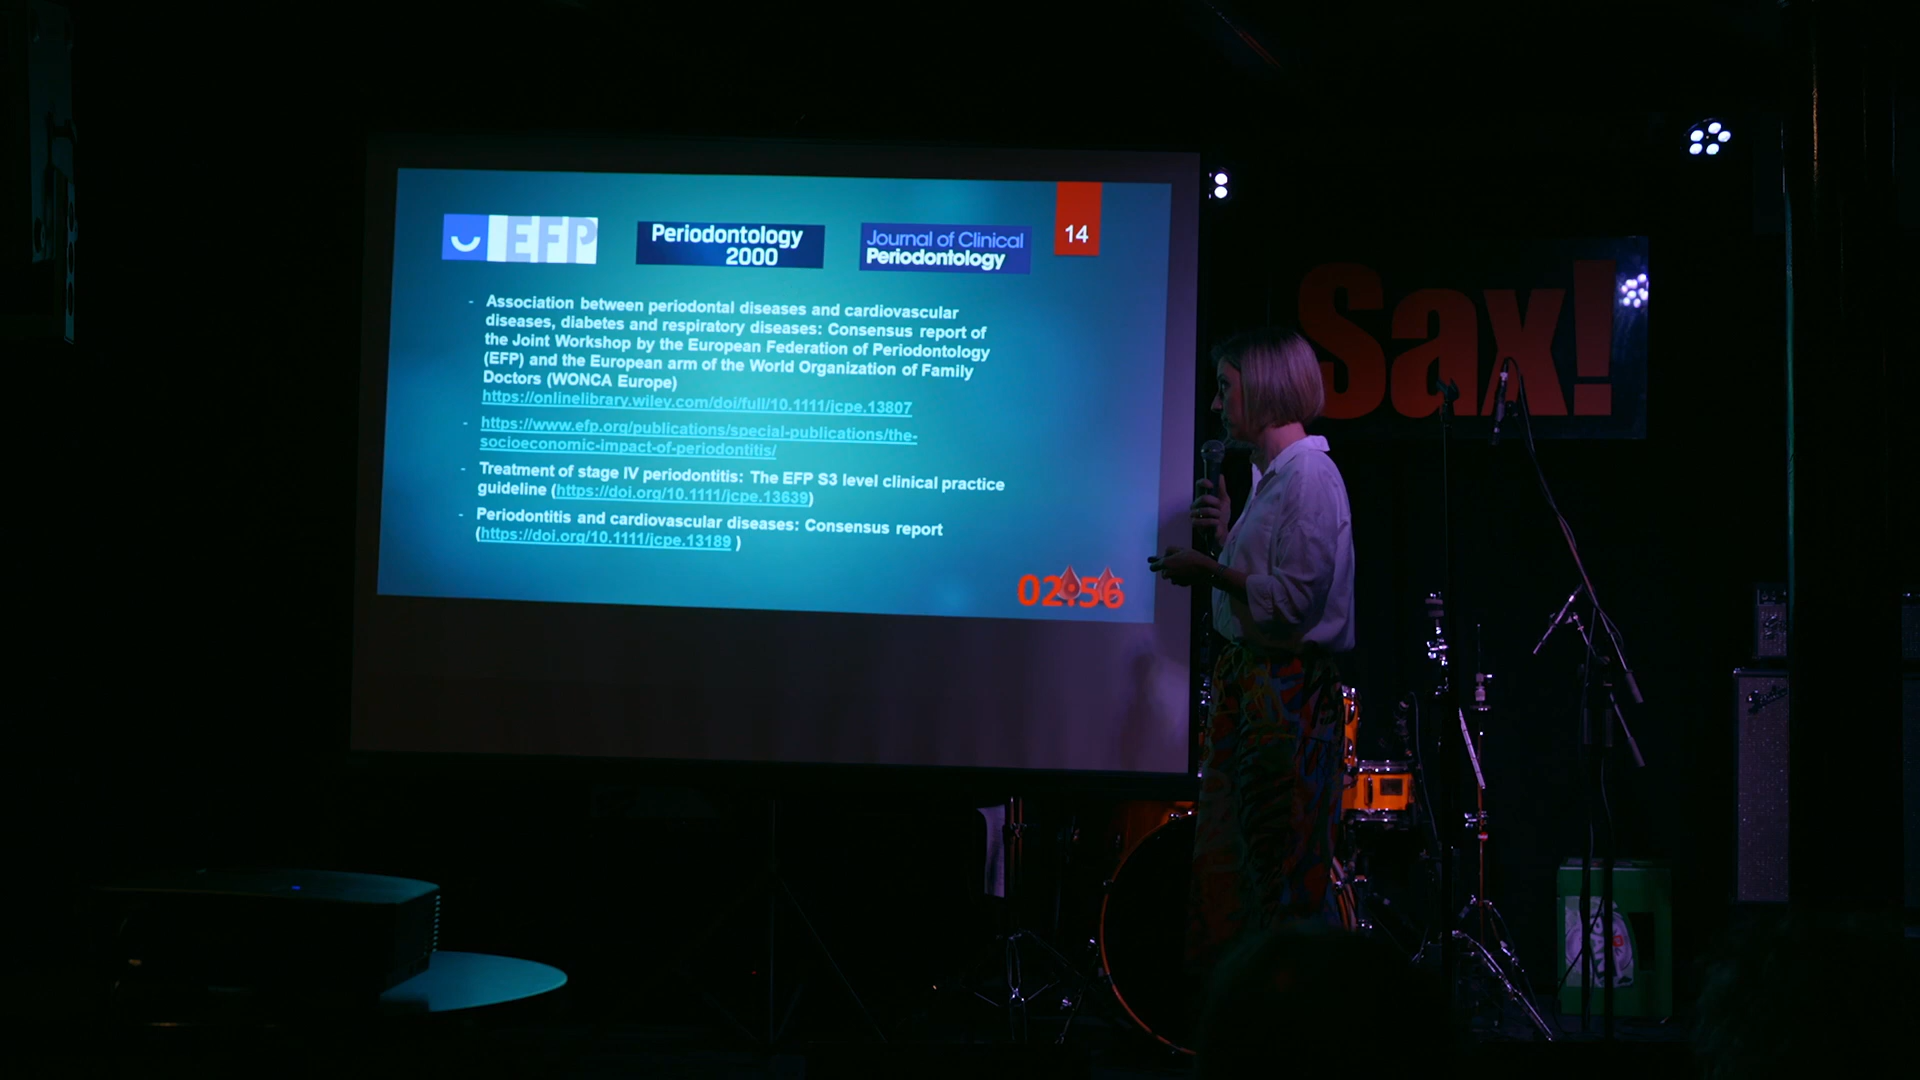 EFP
Periodontology
2000
Journal of Clinical
Periodontology
14
- Association between periodontal diseases and cardiovascular
diseases, diabetes and respiratory diseases: Consensus report of
the Joint Workshop by the European Federation of Periodontology
(EFP) and the European arm of the World Organization of Family
Doctors (WONCA Europe)
https://onlinelibrary.wiley.com/doi/full/10.1111/jcpe.13807
- https://www.efp.org/publications/special-publications/the-
socioeconomic-impact-of-periodontitis/
- Treatment of stage IV periodontitis: The EFP S3 level clinical practice
guideline (https://doi.org/10.1111/jcpe.13639)
- Periodontitis and cardiovascular diseases: Consensus report
(https://doi.org/10.1111/jcpe.13189 )
02:56
Sax!
Fender